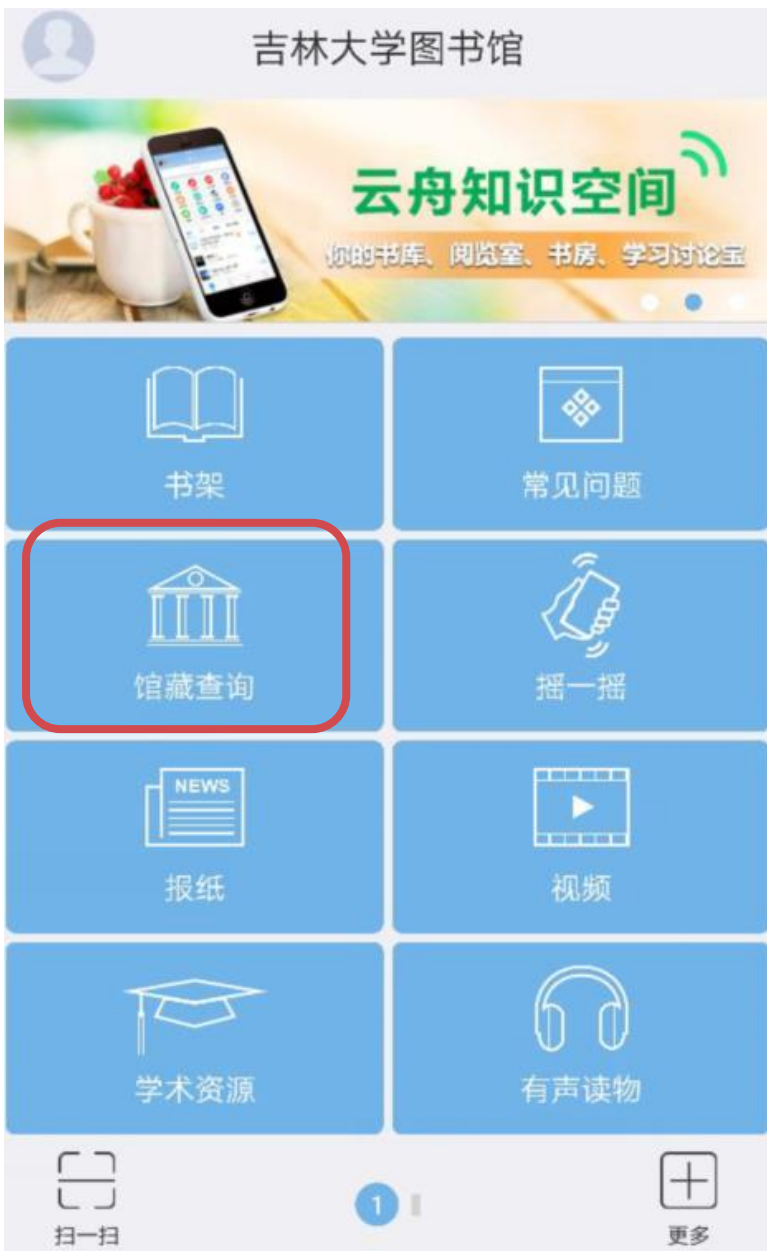 吉林大学图书馆
云舟知识空间
你的书库、阅览室、书房、学习讨论宝
书架
常见问题
馆藏查询
摇一摇
NEWS
报纸
视频
学术资源
有声读物
扫一扫
1
更多